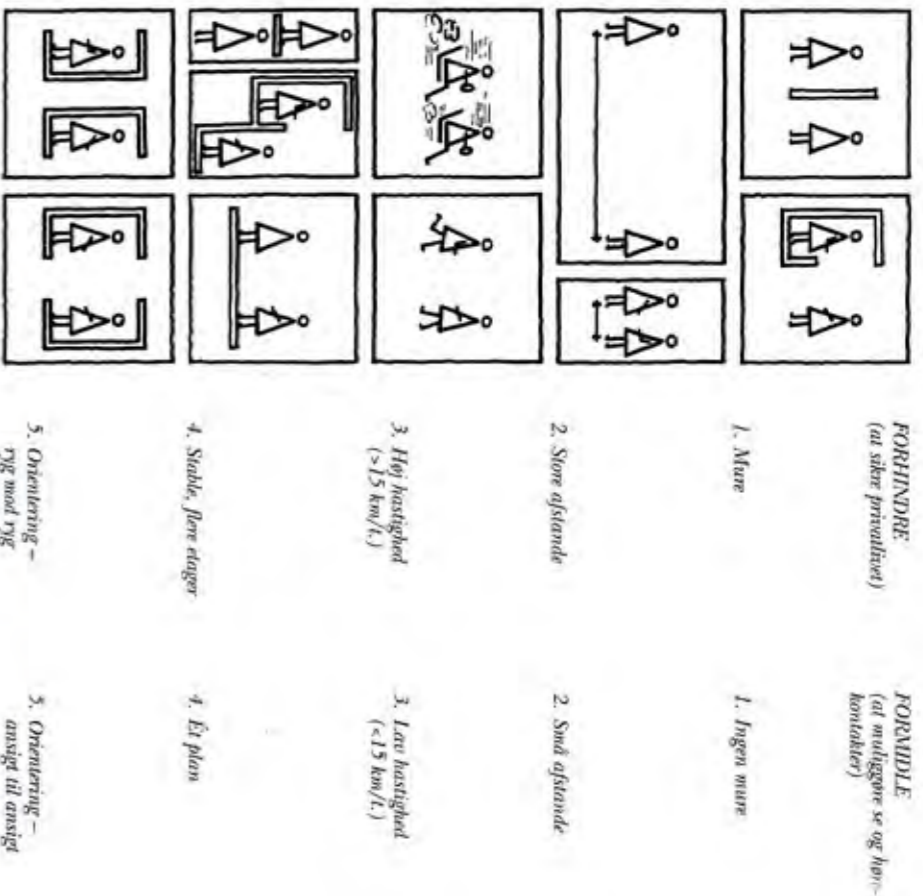 FORHINDRE
(at sikre privatlivet)
1. Mure
2. Store afstande
3. Høj hastighed
(>15 km/t.)
4. Stable, flere etager
5. Orientering –
ryg mod ryg
FORMIDLE
(at muliggøre se og høre-
kontakter)
1. Ingen mure
2. Små afstande
3. Lav hastighed
(<15 km/t.)
4. Ét plan
5. Orientering –
ansigt til ansigt